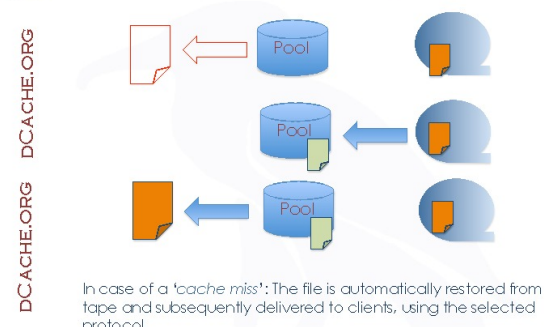 DCACHE.ORG
DCACHE.ORG
Pool
Pool
Pool
In case of a 'cache miss': The file is automatically restored from
tape and subsequently delivered to clients, using the selected
protocol